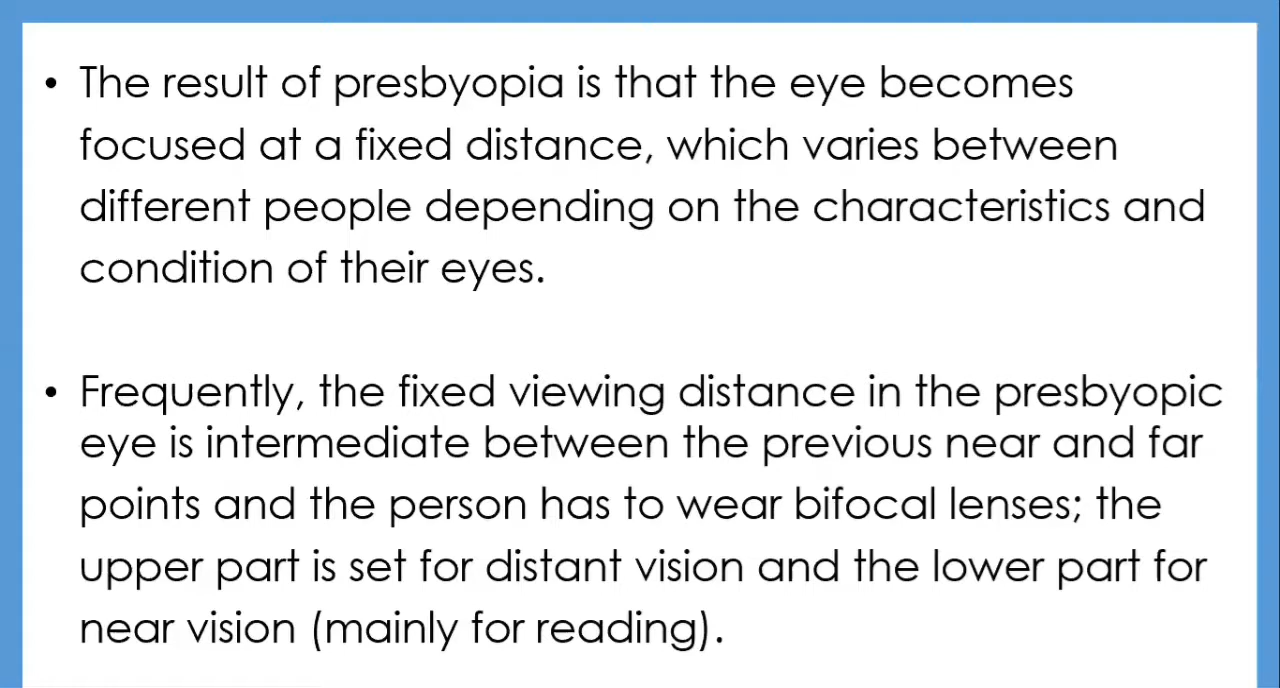 • The result of presbyopia is that the eye becomes
focused at a fixed distance, which varies between
different people depending on the characteristics and
condition of their eyes.
• Frequently, the fixed viewing distance in the presbyopic
eye is intermediate between the previous near and far
points and the person has to wear bifocal lenses; the
upper part is set for distant vision and the lower part for
near vision (mainly for reading).